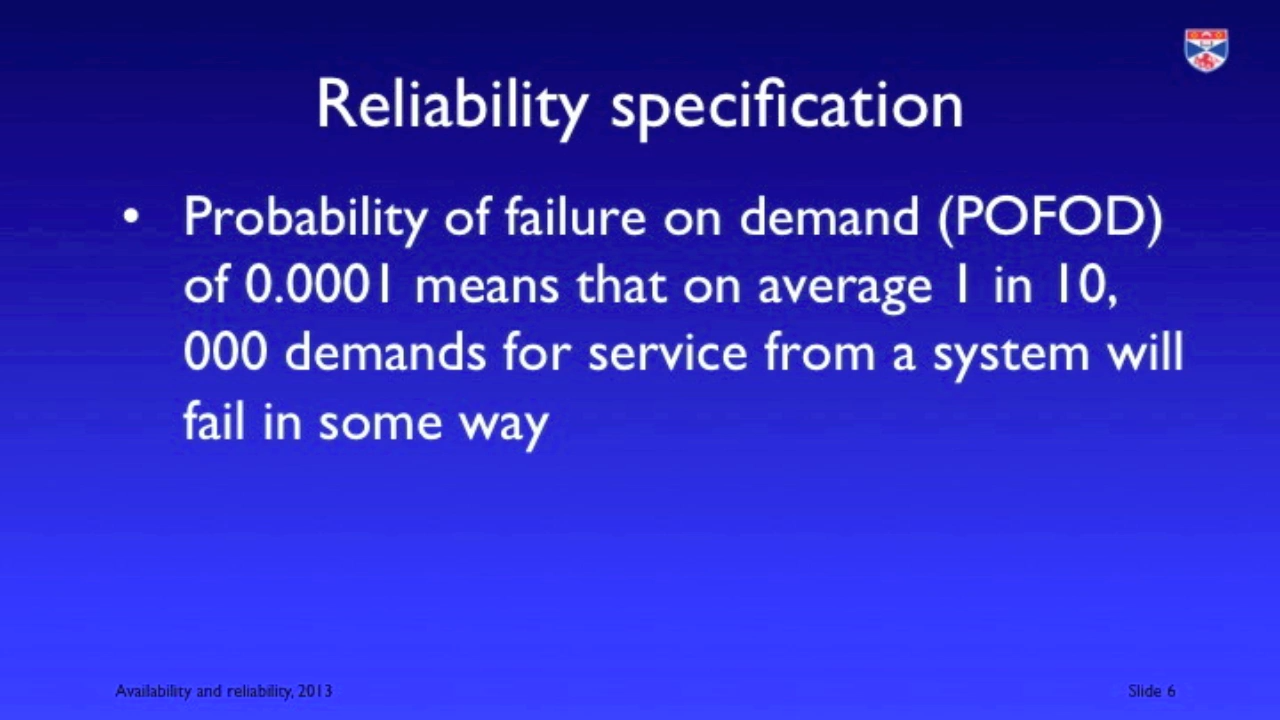 Reliability specification
• Probability of failure on demand (POFOD)
of 0.0001 means that on average 1 in 10,
000 demands for service from a system will
fail in some way
Availability and reliability, 2013
Slide 6